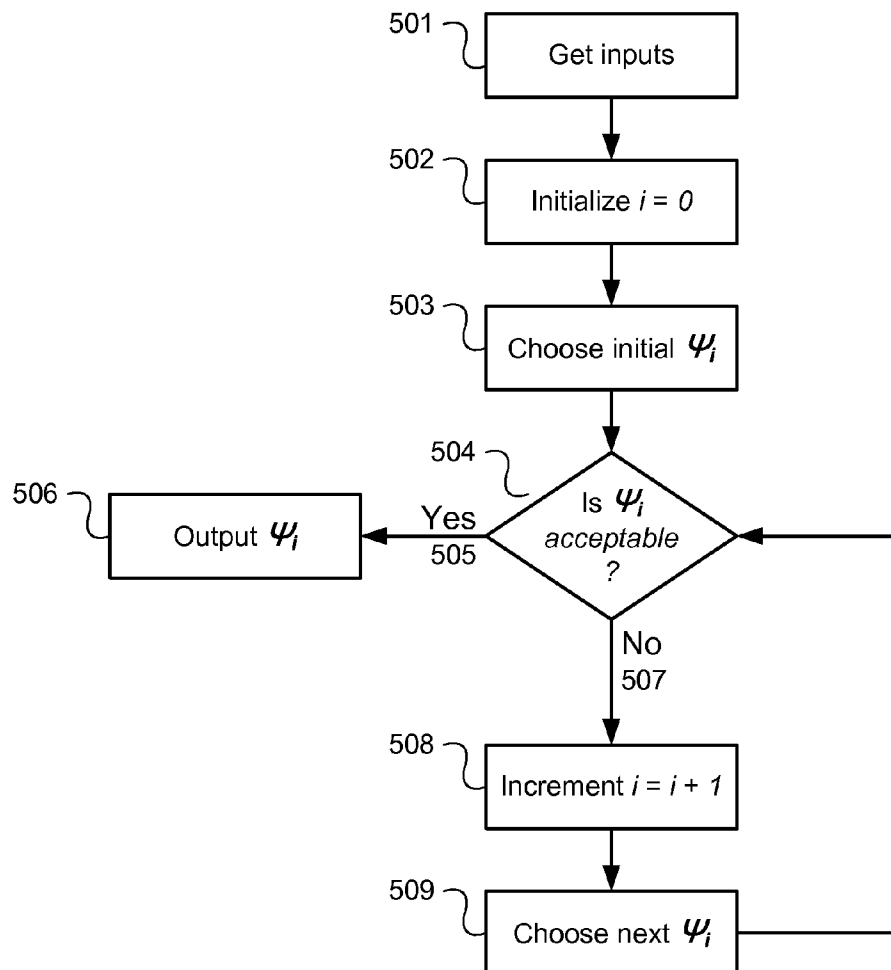 501
Get inputs
502
Initialize i = 0
503
Choose initial Ψi
504
Is Ψi
acceptable
?
506
Output Ψi
Yes
505
No
507
508
Increment i = i + 1
509
Choose next Ψi